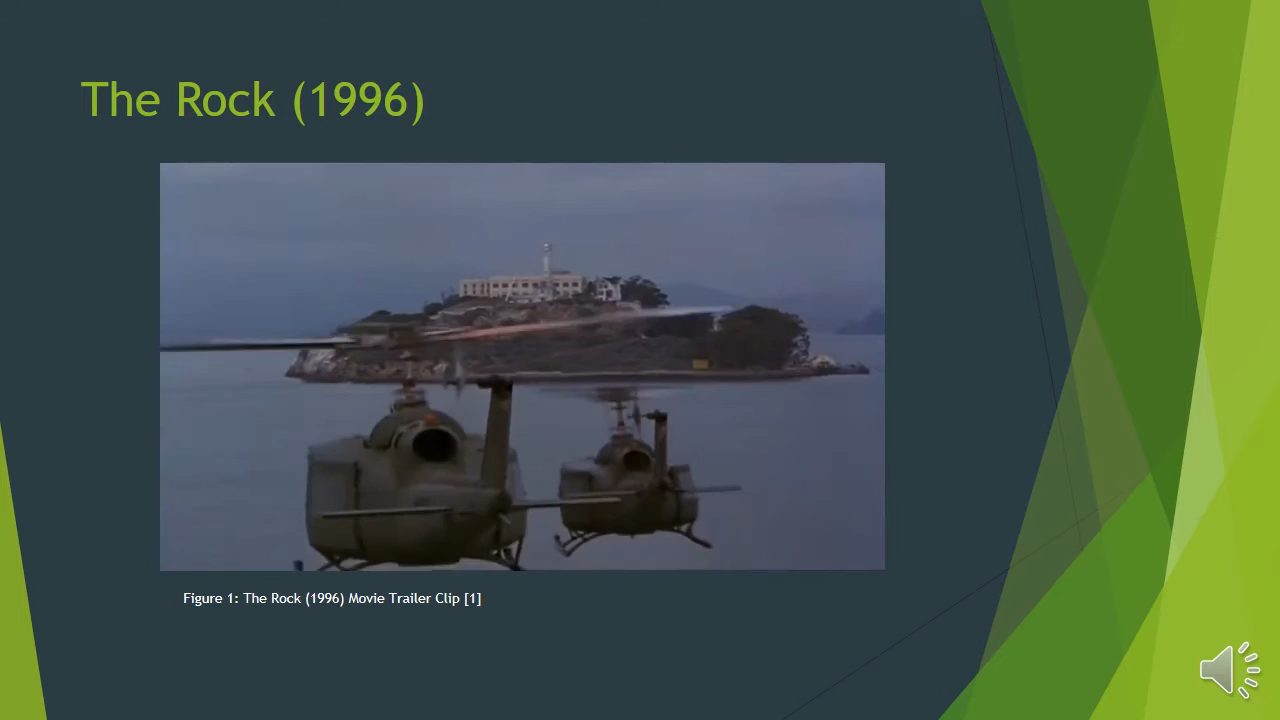 The Rock (1996)
Figure 1: The Rock (1996) Movie Trailer Clip [1]